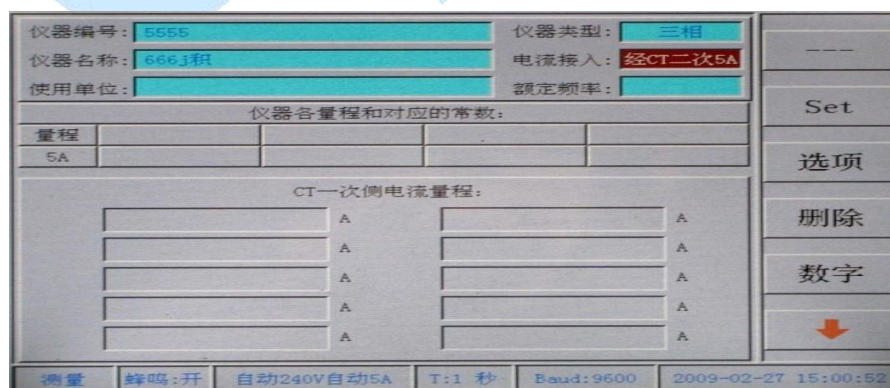 仪器编号: 5555 仪器类型: 三相
仪器名称: 666j积 电流接入: 经CT二次5A
使用单位: 额定频率:
仪器各量程和对应的常数:
量程
5A
CT一次侧电流量程:
A A
A A
A A
A A
A A
---
Set
选项
删除
数字
测量 蜂鸣:开 自动240V自动5A T:1 秒 Baud:9600 2009-02-27 15:00:52